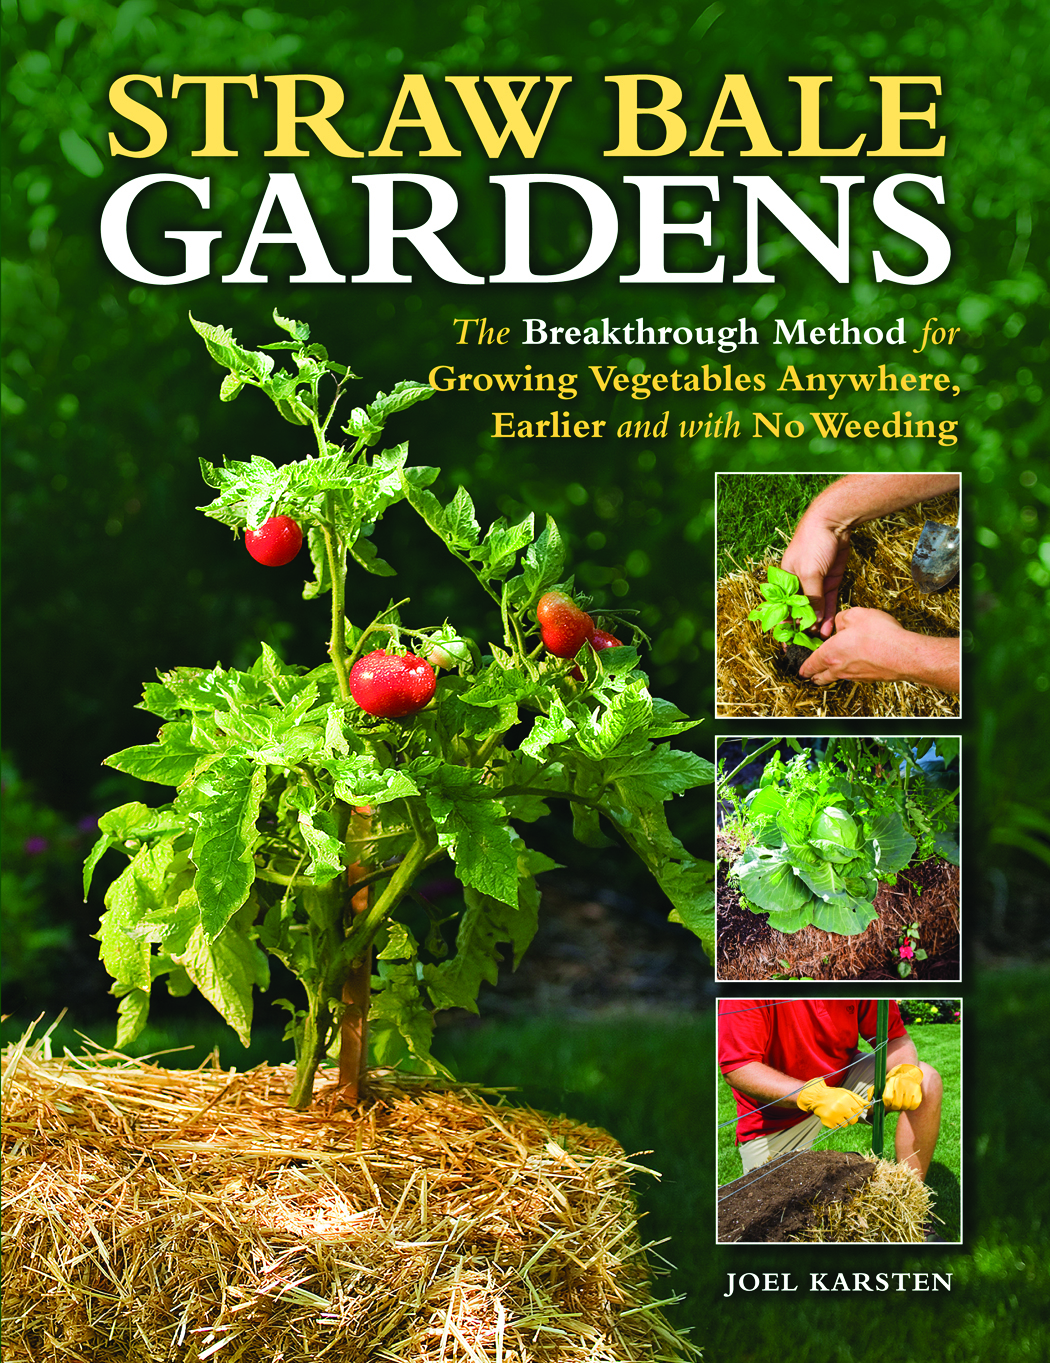 STRAW BALE
GARDENS
The Breakthrough Method for
Growing Vegetables Anywhere,
Earlier and with No Weeding
JOEL KARSTEN